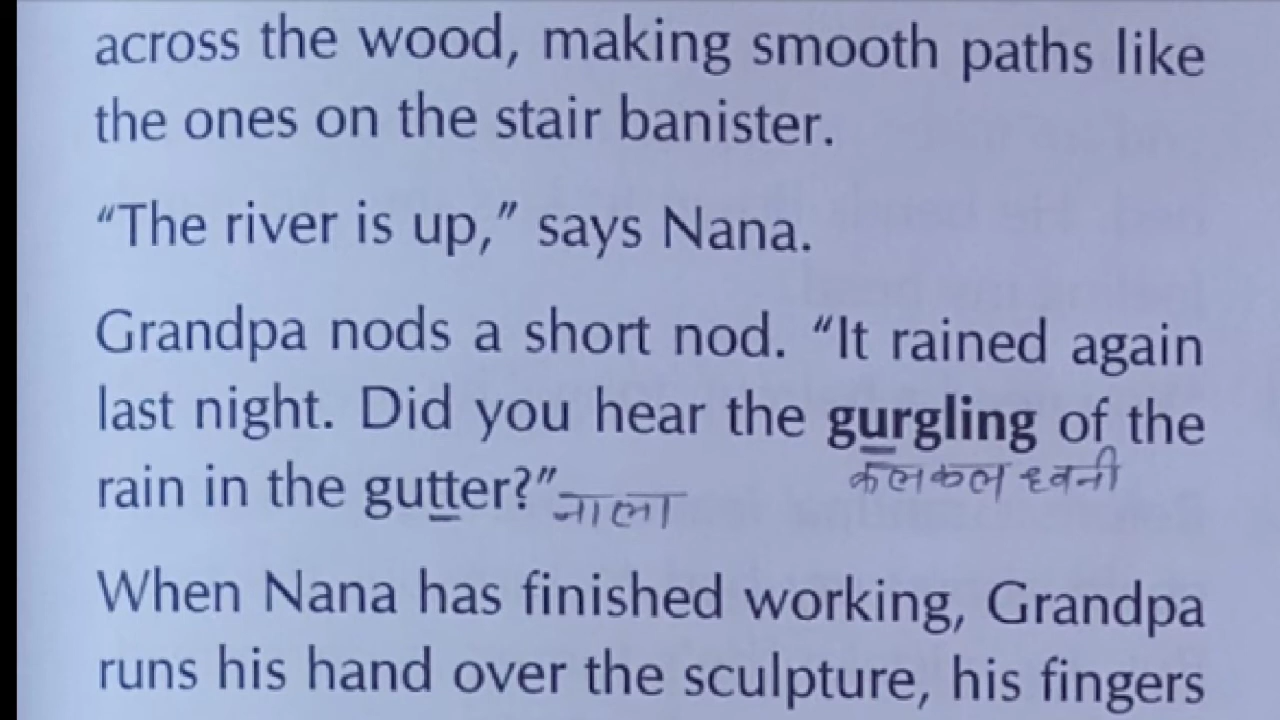 across the wood, making smooth paths like
the ones on the stair banister.
“The river is up,” says Nana.
Grandpa nods a short nod. “It rained again
last night. Did you hear the gurgling of the
कलकल ध्वनी
rain in the gutter?” नाला
When Nana has finished working, Grandpa
runs his hand over the sculpture, his fingers